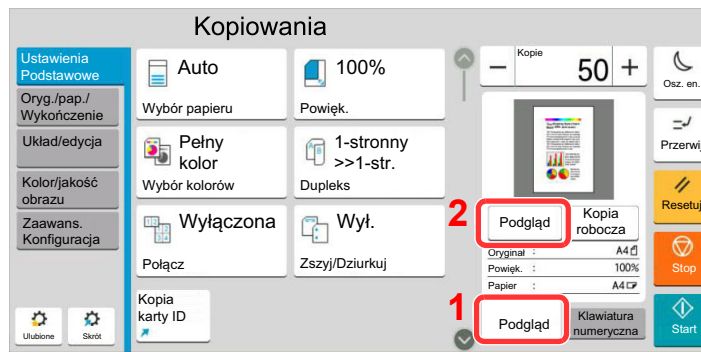 Kopiowania
Ustawienia
Podstawowe
Oryg./pap./
Wykończenie
Układ/edycja
Kolor/jakość
obrazu
Zaawans.
Konfiguracja
Ulubione
Skrót
Auto
Wybór papieru
100%
Powięk.
Pełny
kolor
Wybór kolorów
1-stronny
>>1-str.
Dupleks
Wyłączona
Połącz
Wył.
Zszyj/Dziurkuj
Kopia
karty ID
Kopie
− 50 +
2
Podgląd
Kopia
robocza
Oryginał : A4
Powięk. : 100%
Papier : A4
1
Podgląd
Klawiatura
numeryczna
Osz. en.
Przerwij
Resetuj
Stop
Start